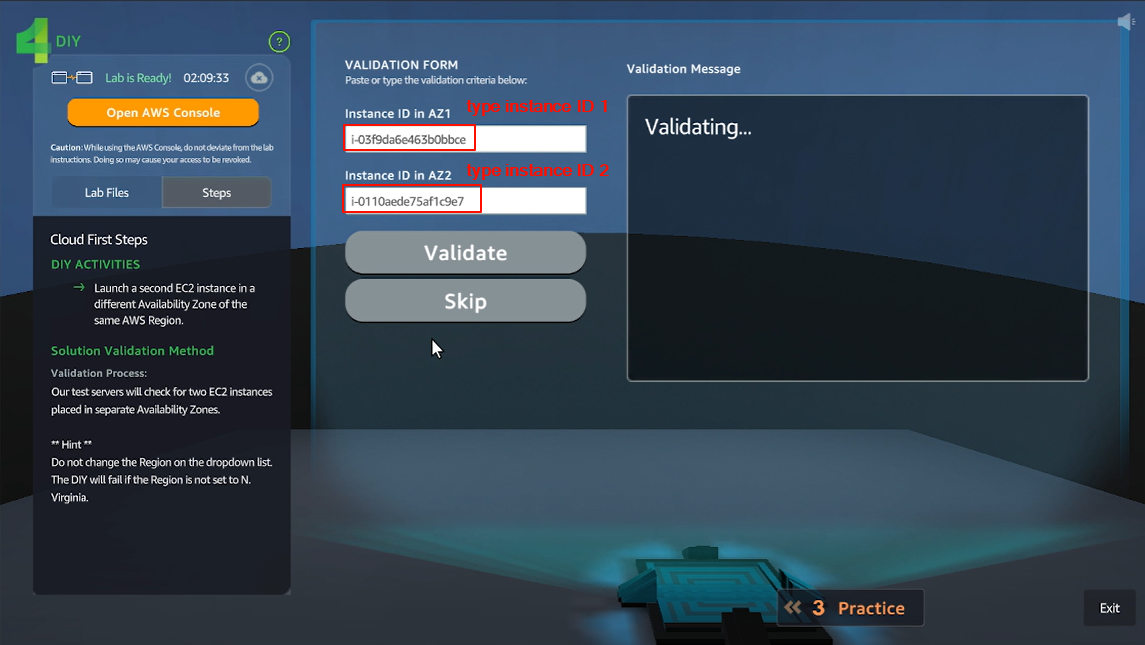 4 DIY
?
Lab is Ready! 02:09:33
Open AWS Console
Caution: While using the AWS Console, do not deviate from the lab
instructions. Doing so may cause your access to be revoked.
Lab Files
Steps
Cloud First Steps
DIY ACTIVITIES
→ Launch a second EC2 instance in a
different Availability Zone of the
same AWS Region.
Solution Validation Method
Validation Process:
Our test servers will check for two EC2 instances
placed in separate Availability Zones.
** Hint **
Do not change the Region on the dropdown list.
The DIY will fail if the Region is not set to N.
Virginia.
VALIDATION FORM
Paste or type the validation criteria below:
Instance ID in AZ1
type instance ID 1
i-03f9da6e463b0bbce
Instance ID in AZ2
type instance ID 2
i-0110aede75af1c9e7
Validate
Skip
Validation Message
Validating...
3 Practice
Exit